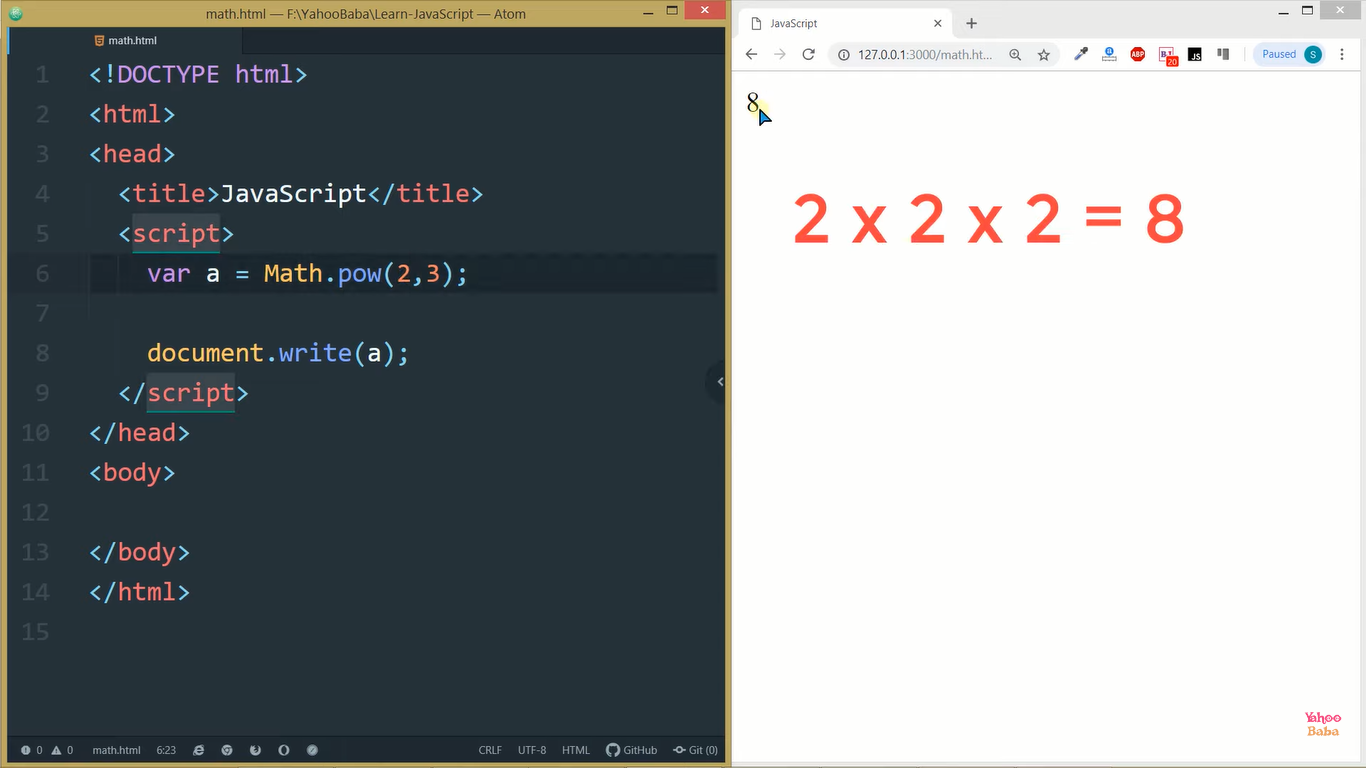 math.html — F:\YahooBaba\Learn-JavaScript — Atom
math.html
1 <!DOCTYPE html>
2 <html>
3 <head>
4 <title>JavaScript</title>
5 <script>
6 var a = Math.pow(2,3);
7
8 document.write(a);
9 </script>
10 </head>
11 <body>
12
13 </body>
14 </html>
15
0 0 math.html 6:23 CRLF UTF-8 HTML GitHub Git (0)
JavaScript
127.0.0.1:3000/math.ht... ABP 20 JS Paused S
8
2 x 2 x 2 = 8
Yahoo
Baba